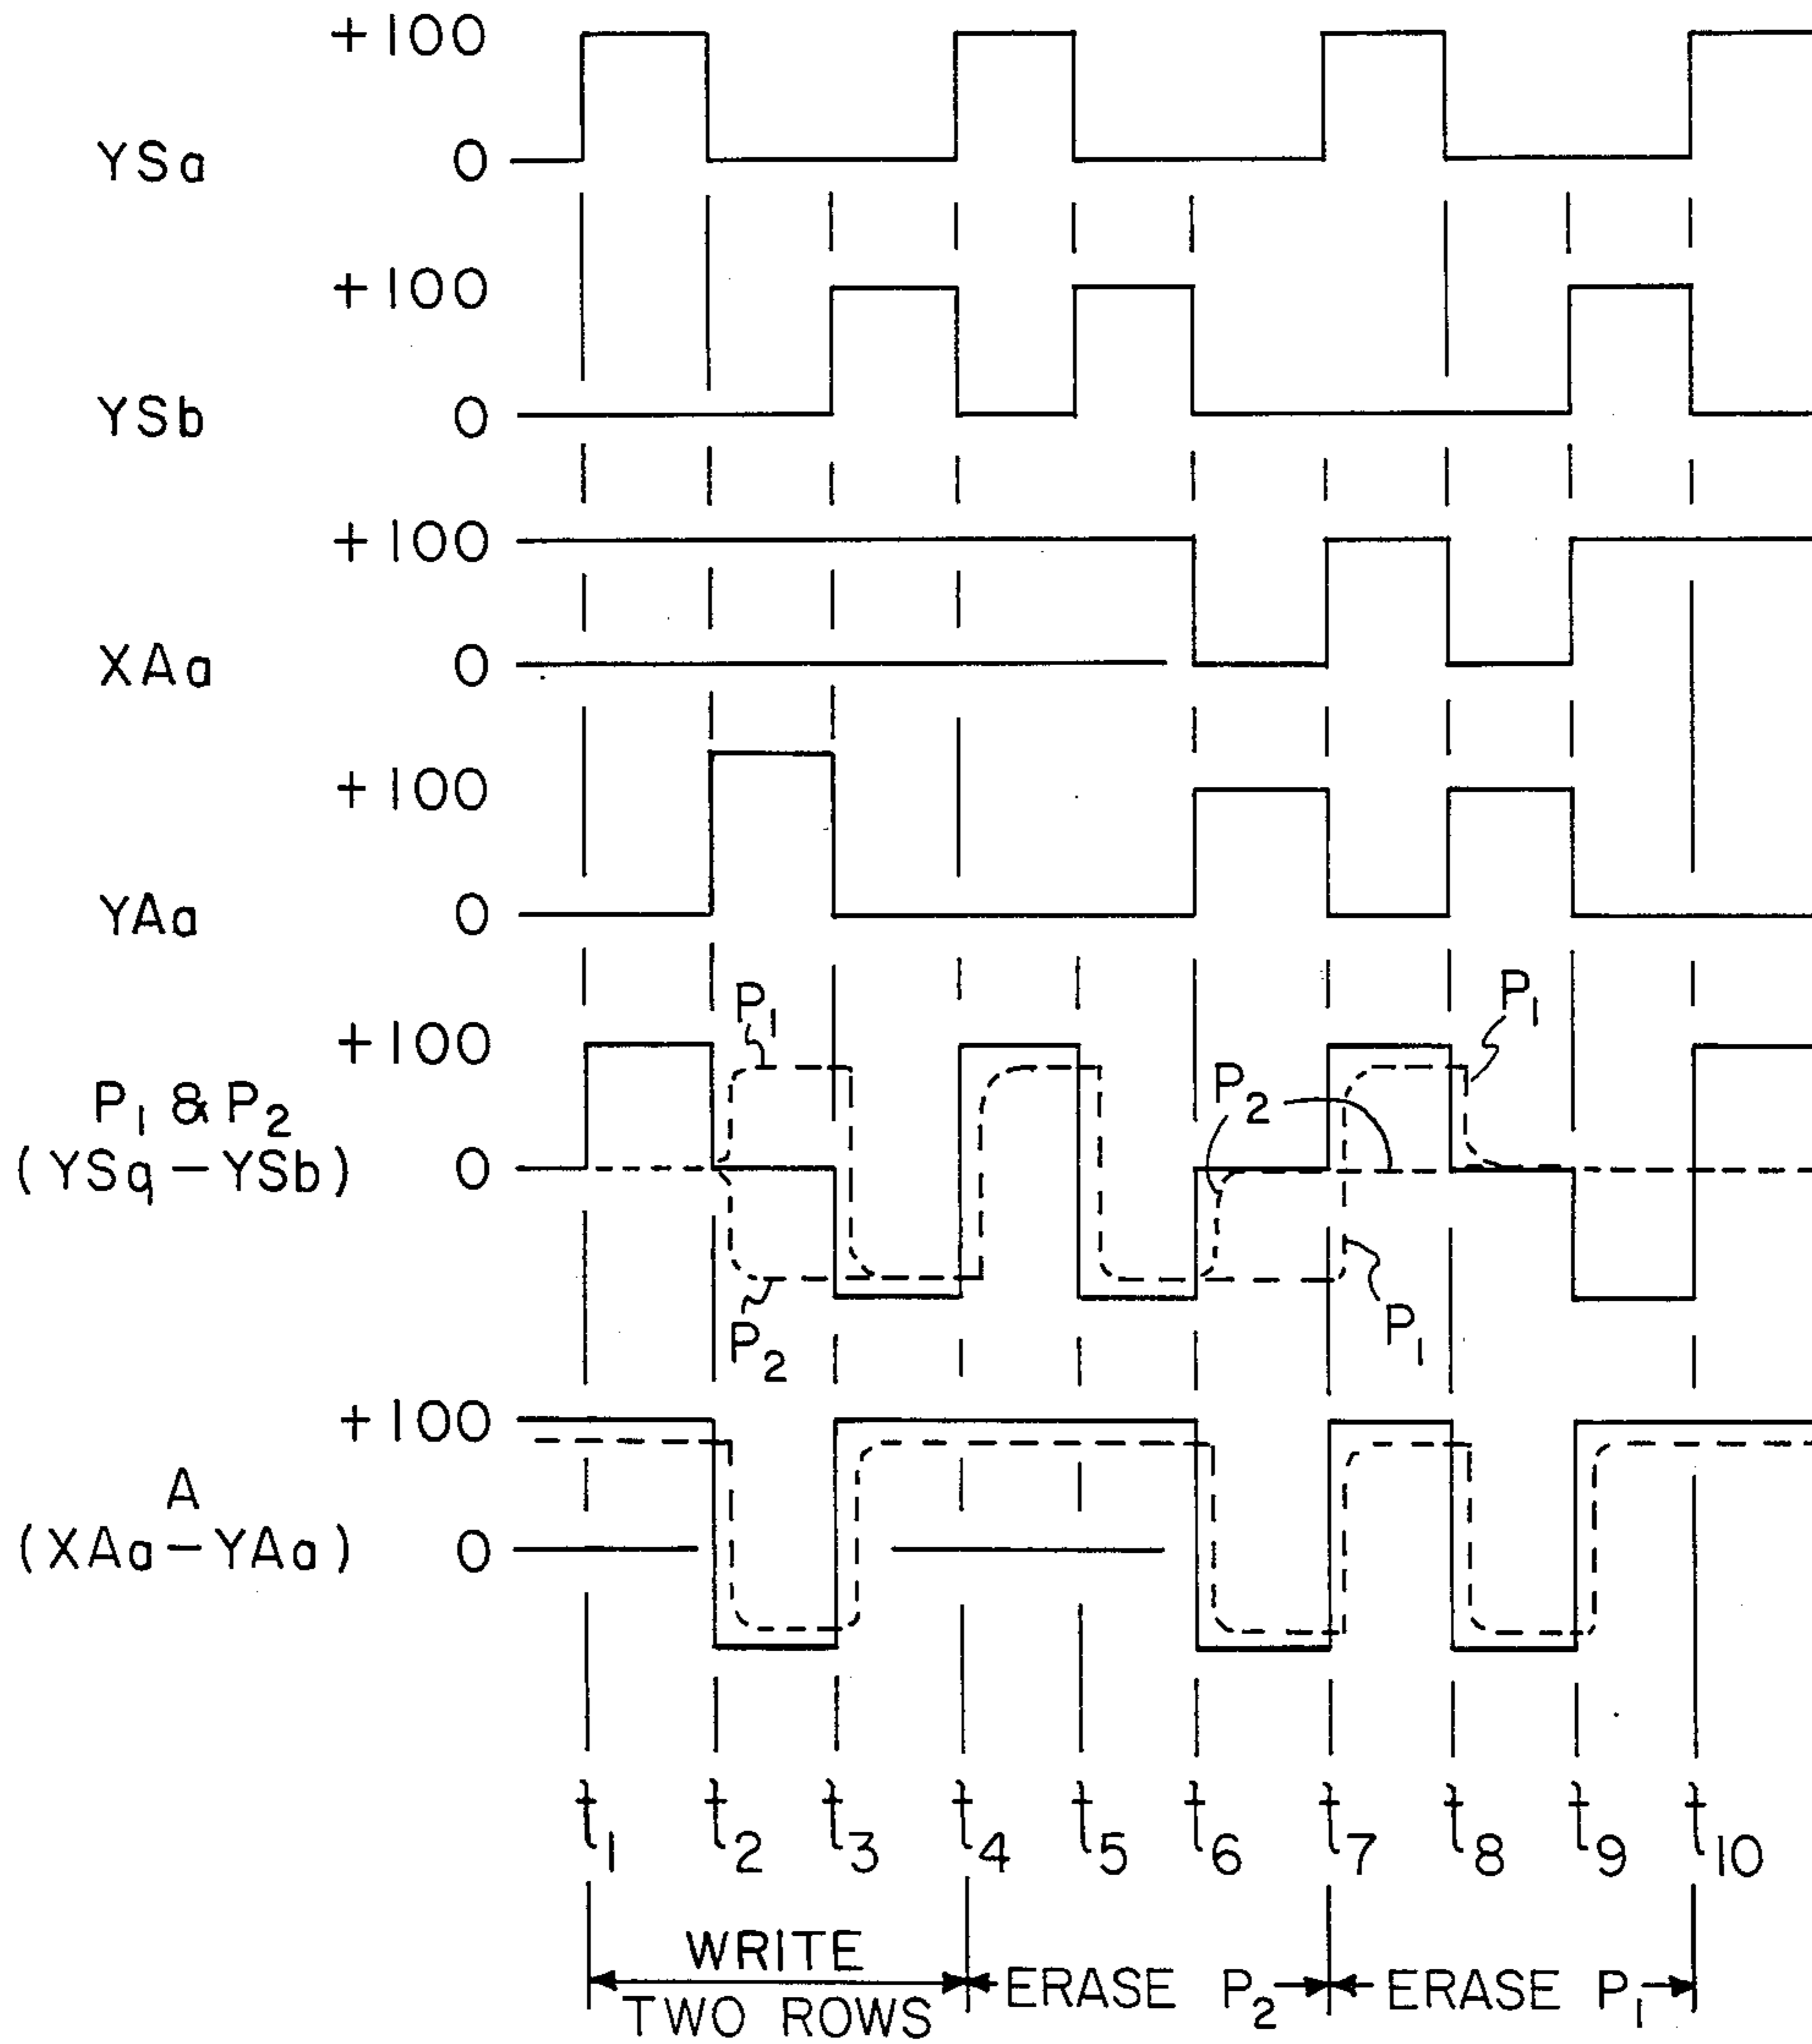 +100
YSa 0
+100
YSb 0
+100
XAa 0
+100
YAa 0
P₁ P₁
+100
P₂
P₁ & P₂
(YSq − YSb) 0
P₂ P₁
+100
A
(XAa − YAa) 0
t₁ t₂ t₃ t₄ t₅ t₆ t₇ t₈ t₉ t₁₀
WRITE
TWO ROWS ERASE P₂ ERASE P₁